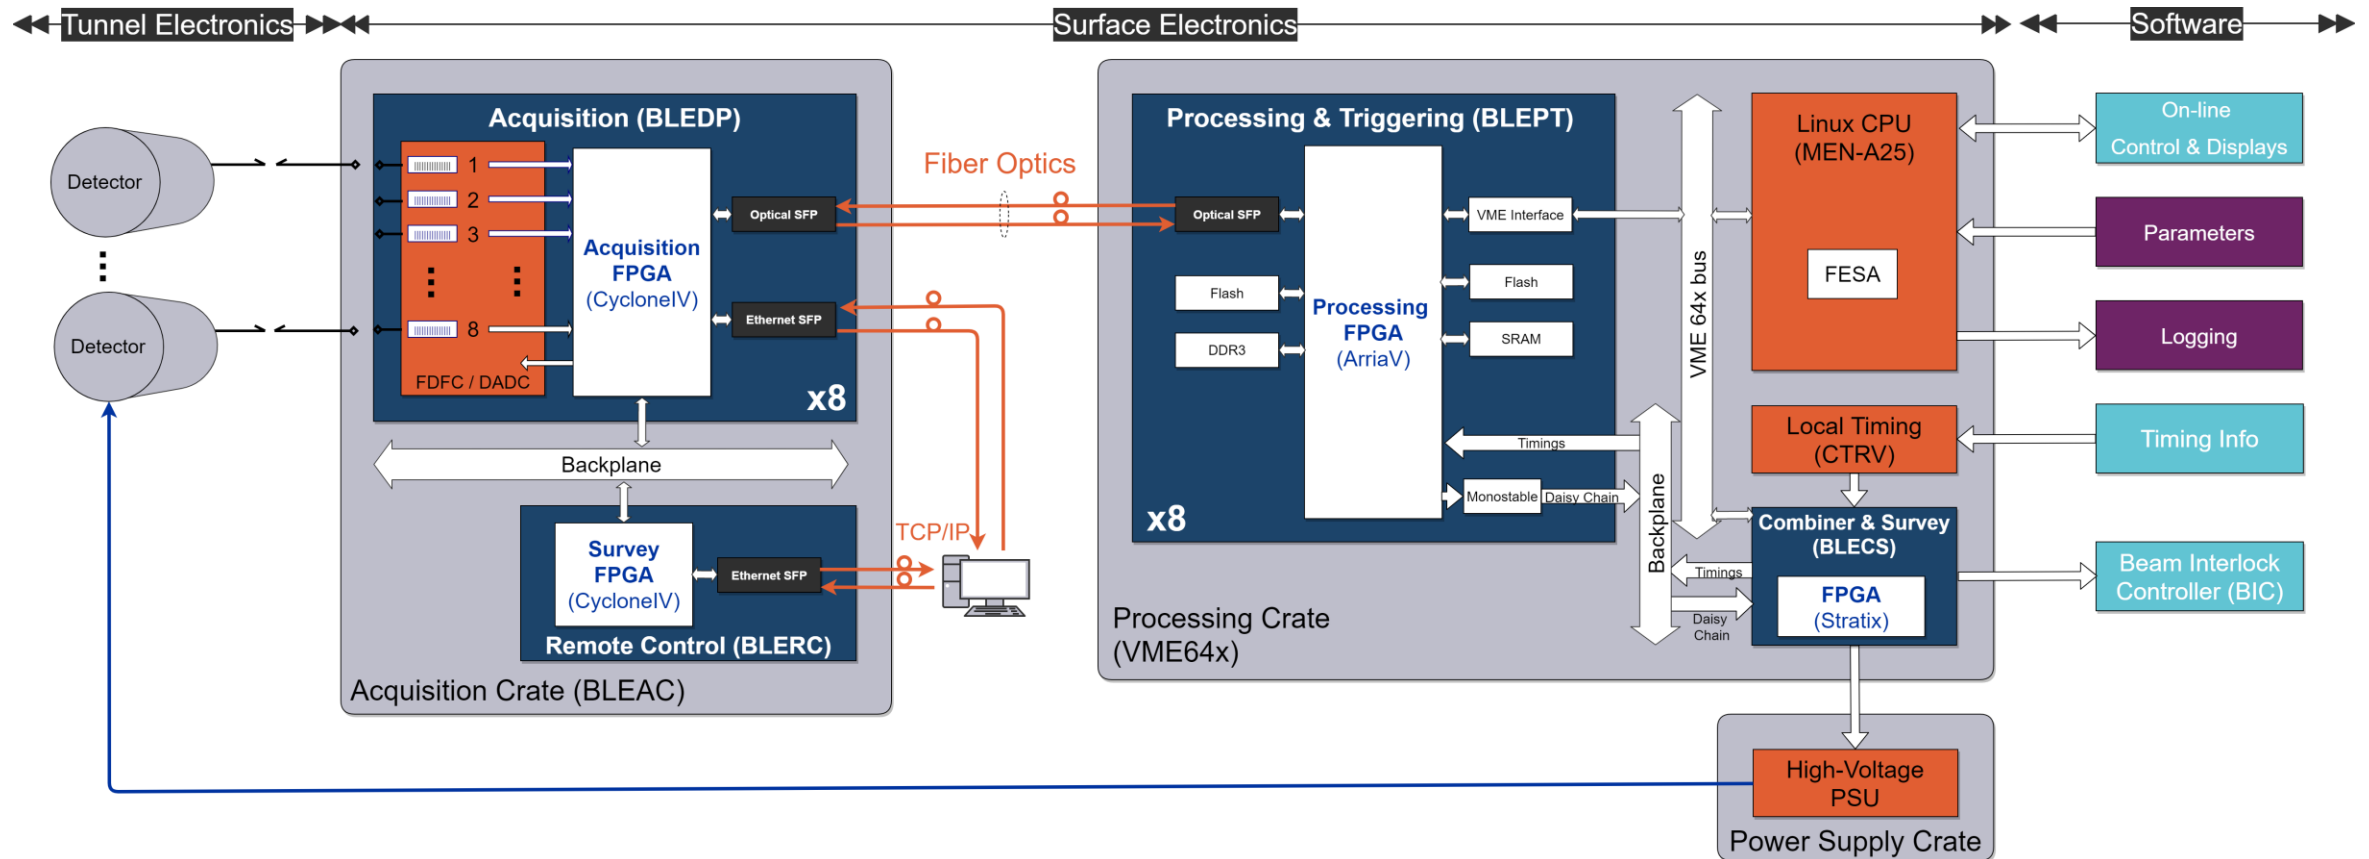 Tunnel Electronics
Surface Electronics
Software
Detector
Detector
Acquisition (BLEDP)
1
2
3
8
FDFC / DADC
Acquisition
FPGA
(CycloneIV)
Optical SFP
Ethernet SFP
x8
Backplane
Survey
FPGA
(CycloneIV)
Ethernet SFP
Remote Control (BLERC)
Acquisition Crate (BLEAC)
Fiber Optics
TCP/IP
Processing & Triggering (BLEPT)
Optical SFP
Flash
DDR3
Processing
FPGA
(ArriaV)
VME Interface
Flash
SRAM
Timings
Monostable
Daisy Chain
x8
Processing Crate
(VME64x)
VME 64x bus
Backplane
Timings
Daisy
Chain
Linux CPU
(MEN-A25)
FESA
Local Timing
(CTRV)
Combiner & Survey
(BLECS)
FPGA
(Stratix)
High-Voltage
PSU
Power Supply Crate
On-line
Control & Displays
Parameters
Logging
Timing Info
Beam Interlock
Controller (BIC)